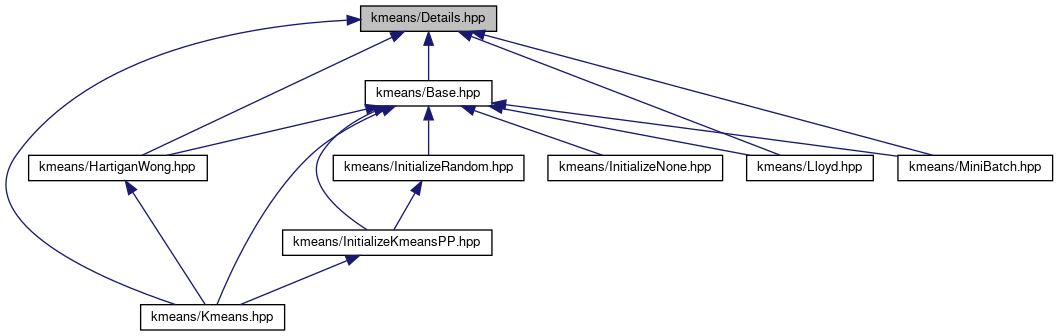 kmeans/Details.hpp
kmeans/Base.hpp
kmeans/HartiganWong.hpp
kmeans/InitializeRandom.hpp
kmeans/InitializeNone.hpp
kmeans/Lloyd.hpp
kmeans/MiniBatch.hpp
kmeans/InitializeKmeansPP.hpp
kmeans/Kmeans.hpp